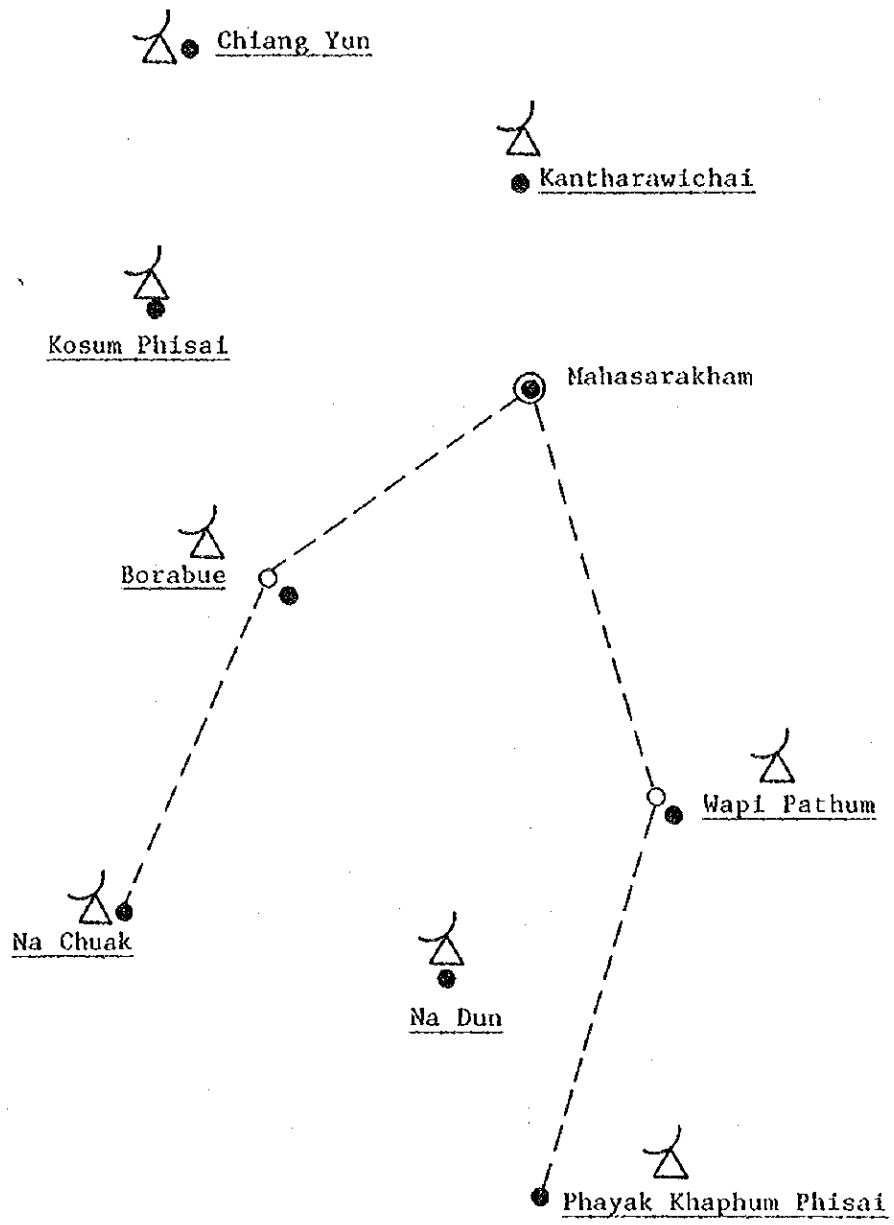 Chiang Yun
Kantharawichai
Kosum Phisai
Mahasarakham
Borabue
Wapi Pathum
Na Chuak
Na Dun
Phayak Khaphum Phisai